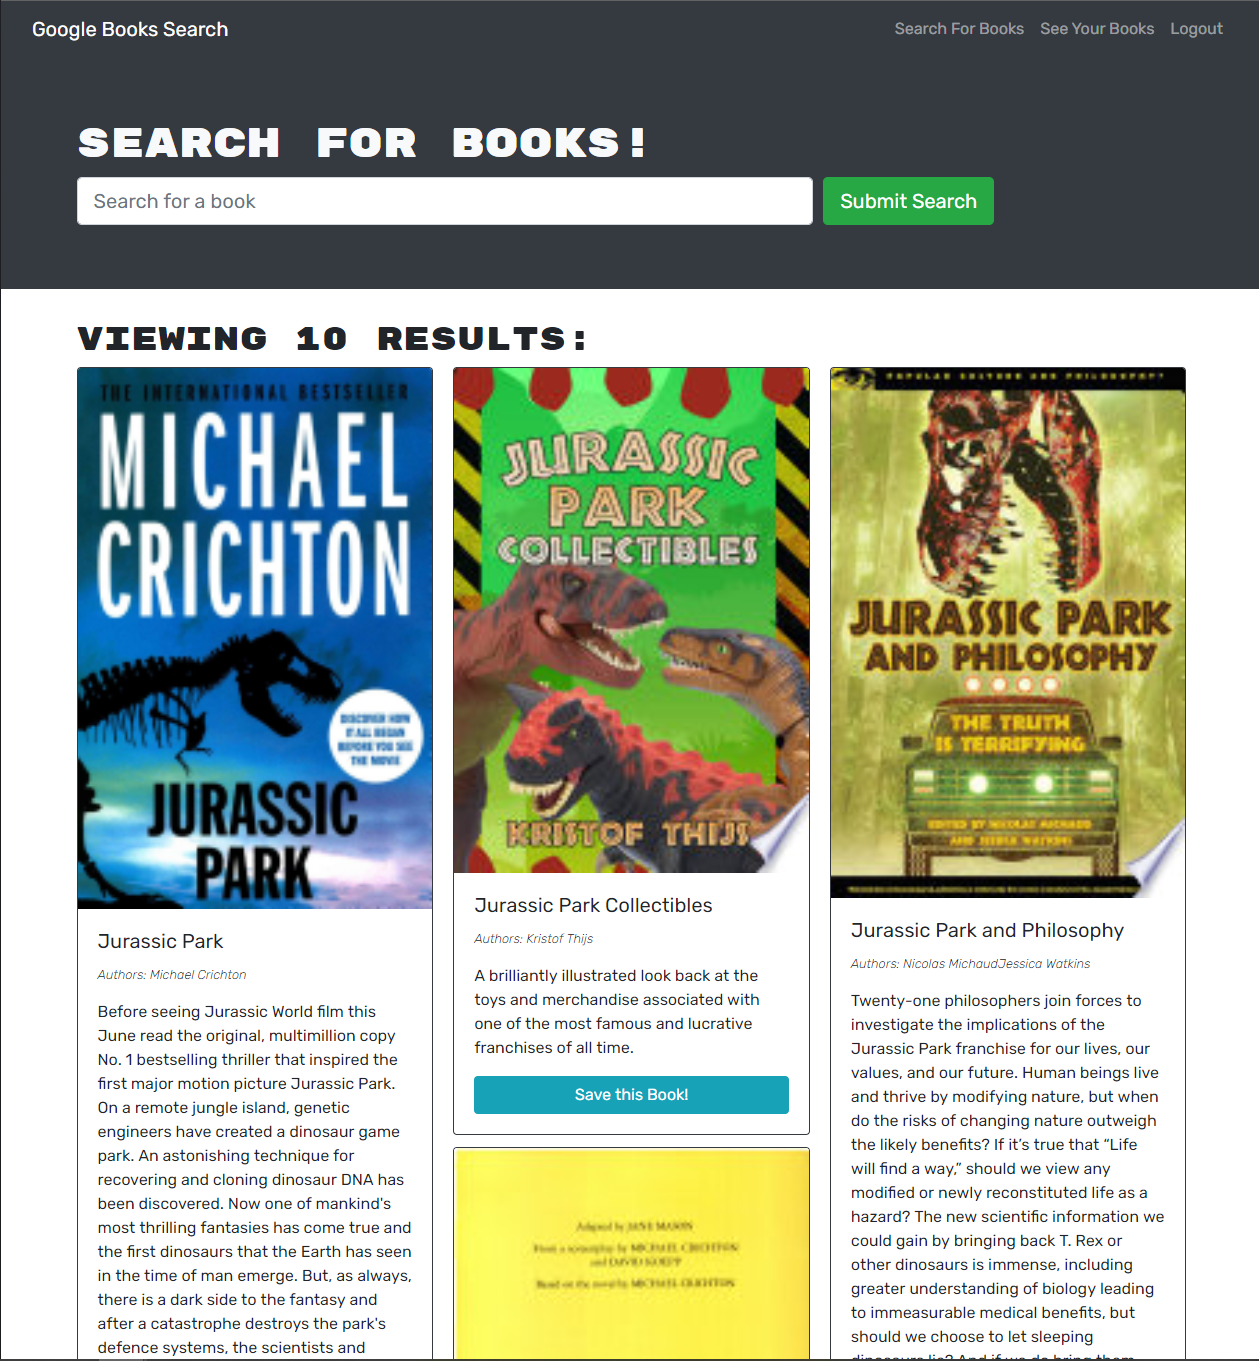 Google Books Search
Search For Books
See Your Books
Logout
SEARCH FOR BOOKS!
Search for a book
Submit Search
VIEWING 10 RESULTS:
THE INTERNATIONAL BESTSELLER
MICHAEL
CRICHTON
DISCOVER HOW
IT ALL BEGAN
BEFORE YOU SEE
THE MOVIE
JURASSIC
PARK
Jurassic Park
Authors: Michael Crichton
Before seeing Jurassic World film this
June read the original, multimillion copy
No. 1 bestselling thriller that inspired the
first major motion picture Jurassic Park.
On a remote jungle island, genetic
engineers have created a dinosaur game
park. An astonishing technique for
recovering and cloning dinosaur DNA has
been discovered. Now one of mankind's
most thrilling fantasies has come true and
the first dinosaurs that the Earth has seen
in the time of man emerge. But, as always,
there is a dark side to the fantasy and
after a catastrophe destroys the park's
defence systems, the scientists and
JURASSIC
PARK
COLLECTIBLES
KRISTOF THIJS
Jurassic Park Collectibles
Authors: Kristof Thijs
A brilliantly illustrated look back at the
toys and merchandise associated with
one of the most famous and lucrative
franchises of all time.
Save this Book!
Adapted by JANE MASON
From a screenplay by MICHAEL CRICHTON
and DAVID KOEPP
Based on the novel by MICHAEL CRICHTON
POPULAR CULTURE AND PHILOSOPHY
JURASSIC PARK
AND PHILOSOPHY
THE TRUTH
IS TERRIFYING
EDITED BY NICOLAS MICHAUD
AND JESSICA WATKINS
Jurassic Park and Philosophy
Authors: Nicolas MichaudJessica Watkins
Twenty-one philosophers join forces to
investigate the implications of the
Jurassic Park franchise for our lives, our
values, and our future. Human beings live
and thrive by modifying nature, but when
do the risks of changing nature outweigh
the likely benefits? If it’s true that “Life
will find a way,” should we view any
modified or newly reconstituted life as a
hazard? The new scientific information we
could gain by bringing back T. Rex or
other dinosaurs is immense, including
greater understanding of biology leading
to immeasurable medical benefits, but
should we choose to let sleeping
dinosaurs lie? And if we do bring them